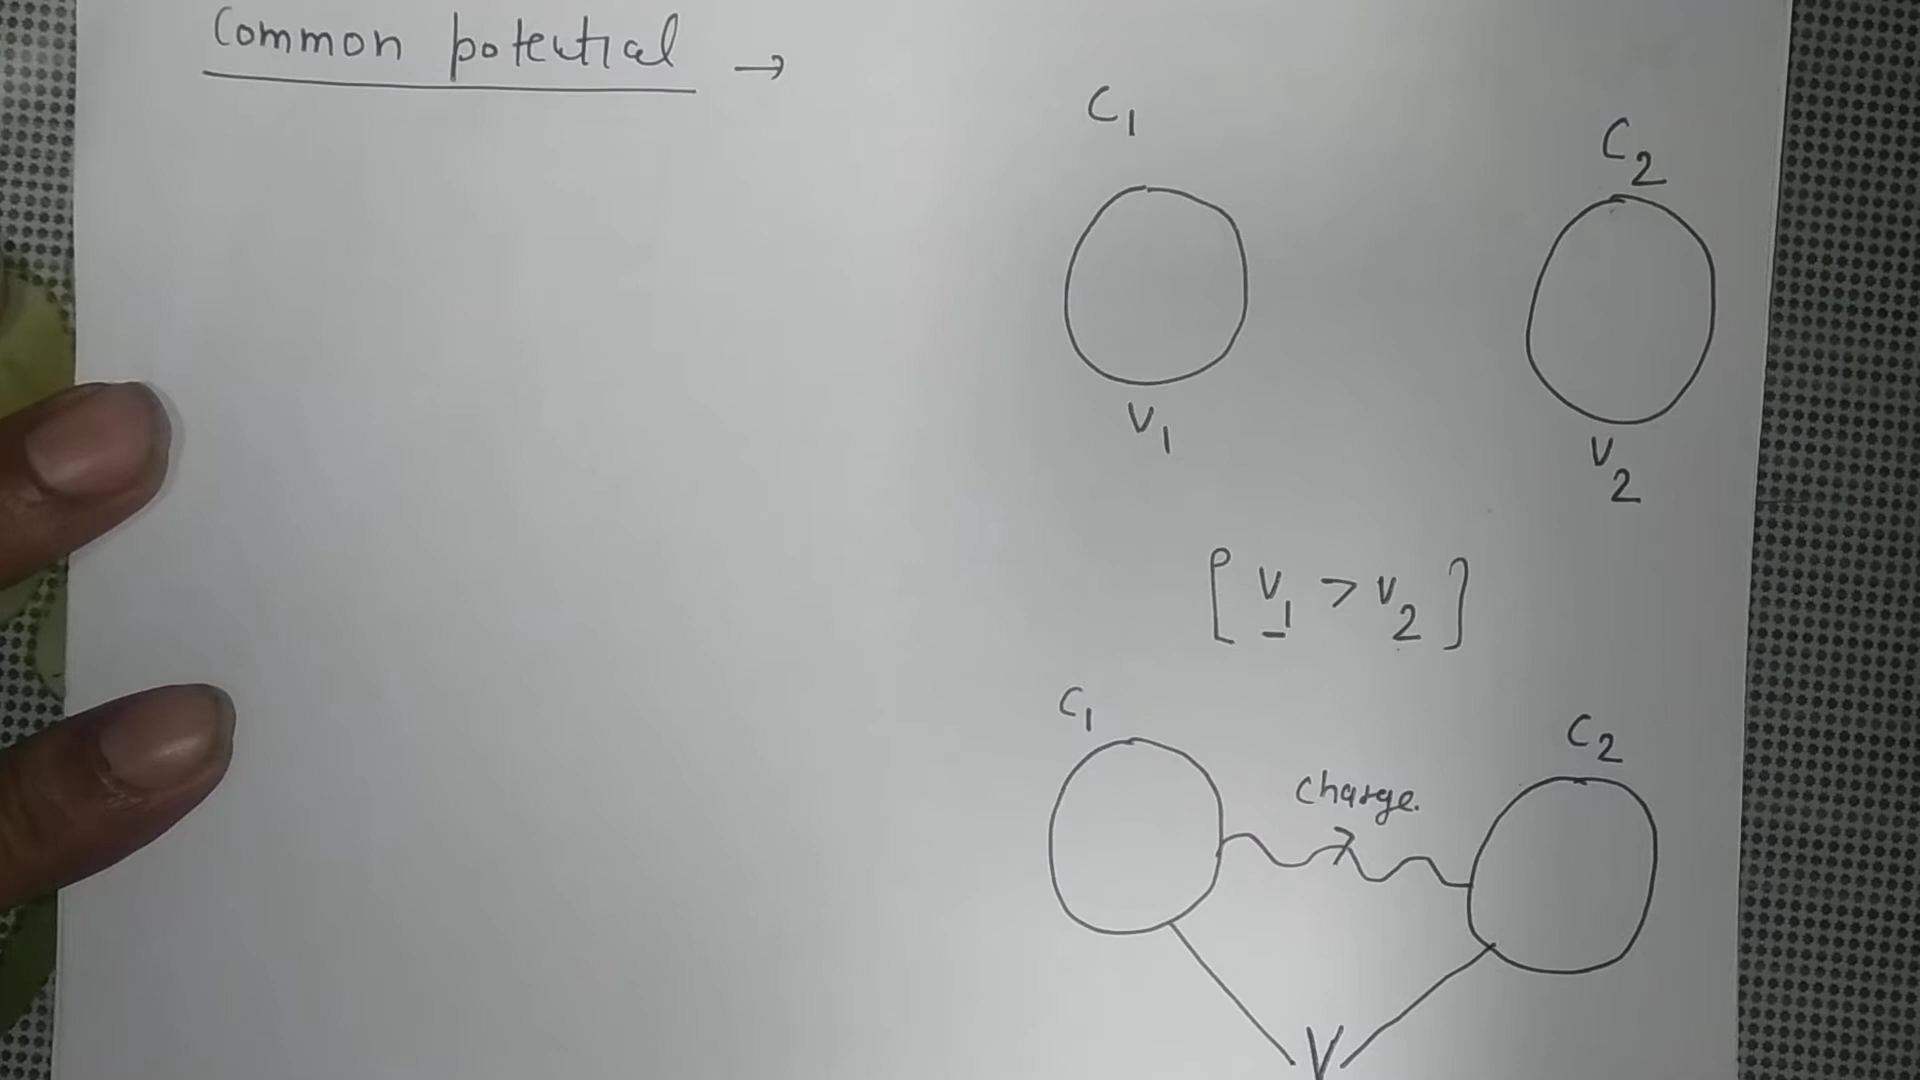 Common potential →
C1
C2
V1
V2
[V1 > V2]
C1
C2
charge.
V